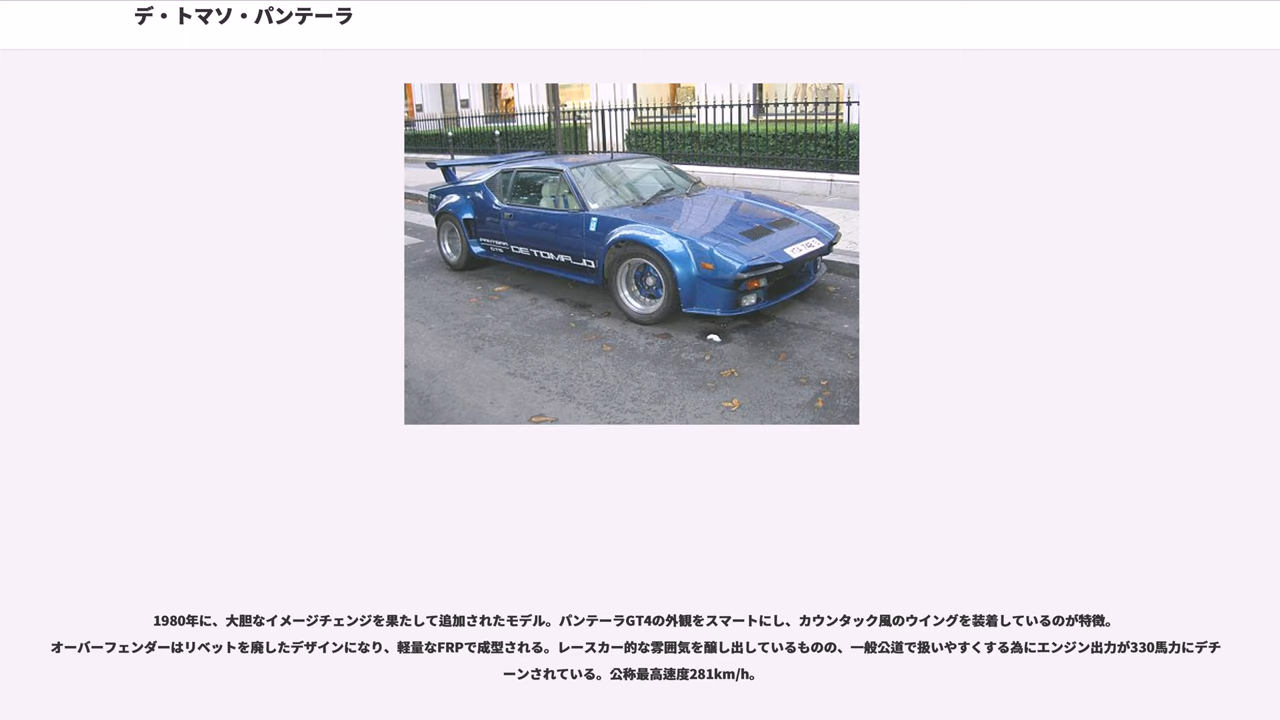 デ・トマソ・パンテーラ
PANTERA
GT5
DE TOMASO
1980年に、大胆なイメージチェンジを果たして追加されたモデル。パンテーラGT4の外観をスマートにし、カウンタック風のウイングを装着しているのが特徴。
オーバーフェンダーはリベットを廃したデザインになり、軽量なFRPで成型される。レースカー的な雰囲気を醸し出しているものの、一般公道で扱いやすくする為にエンジン出力が330馬力にデチ
ーンされている。公称最高速度281km/h。